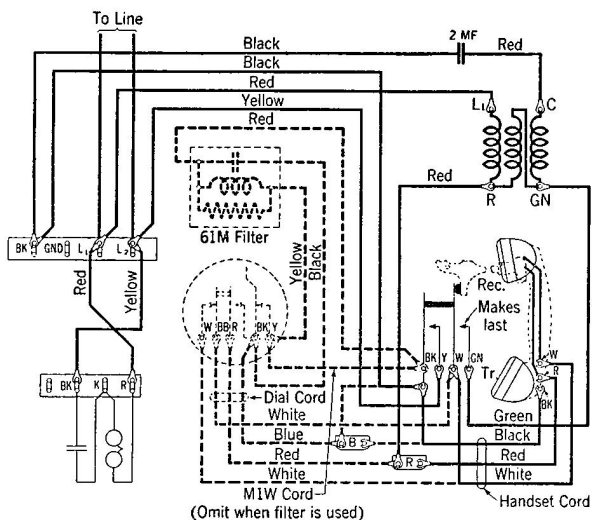 To Line
2 MF
Black
Red
Black
Red
Yellow
Red
L1
C
Red
R
GN
61M Filter
BK
GND
L1
L2
Yellow
Black
Red
Yellow
Rec.
Makes
last
W
BB
R
BK
Y
BK
Y
W
GN
Tr.
W
R
BK
BK
K
R
Dial Cord
White
Green
Blue
B
Black
Red
R
Red
White
White
M1W Cord
(Omit when filter is used)
Handset Cord